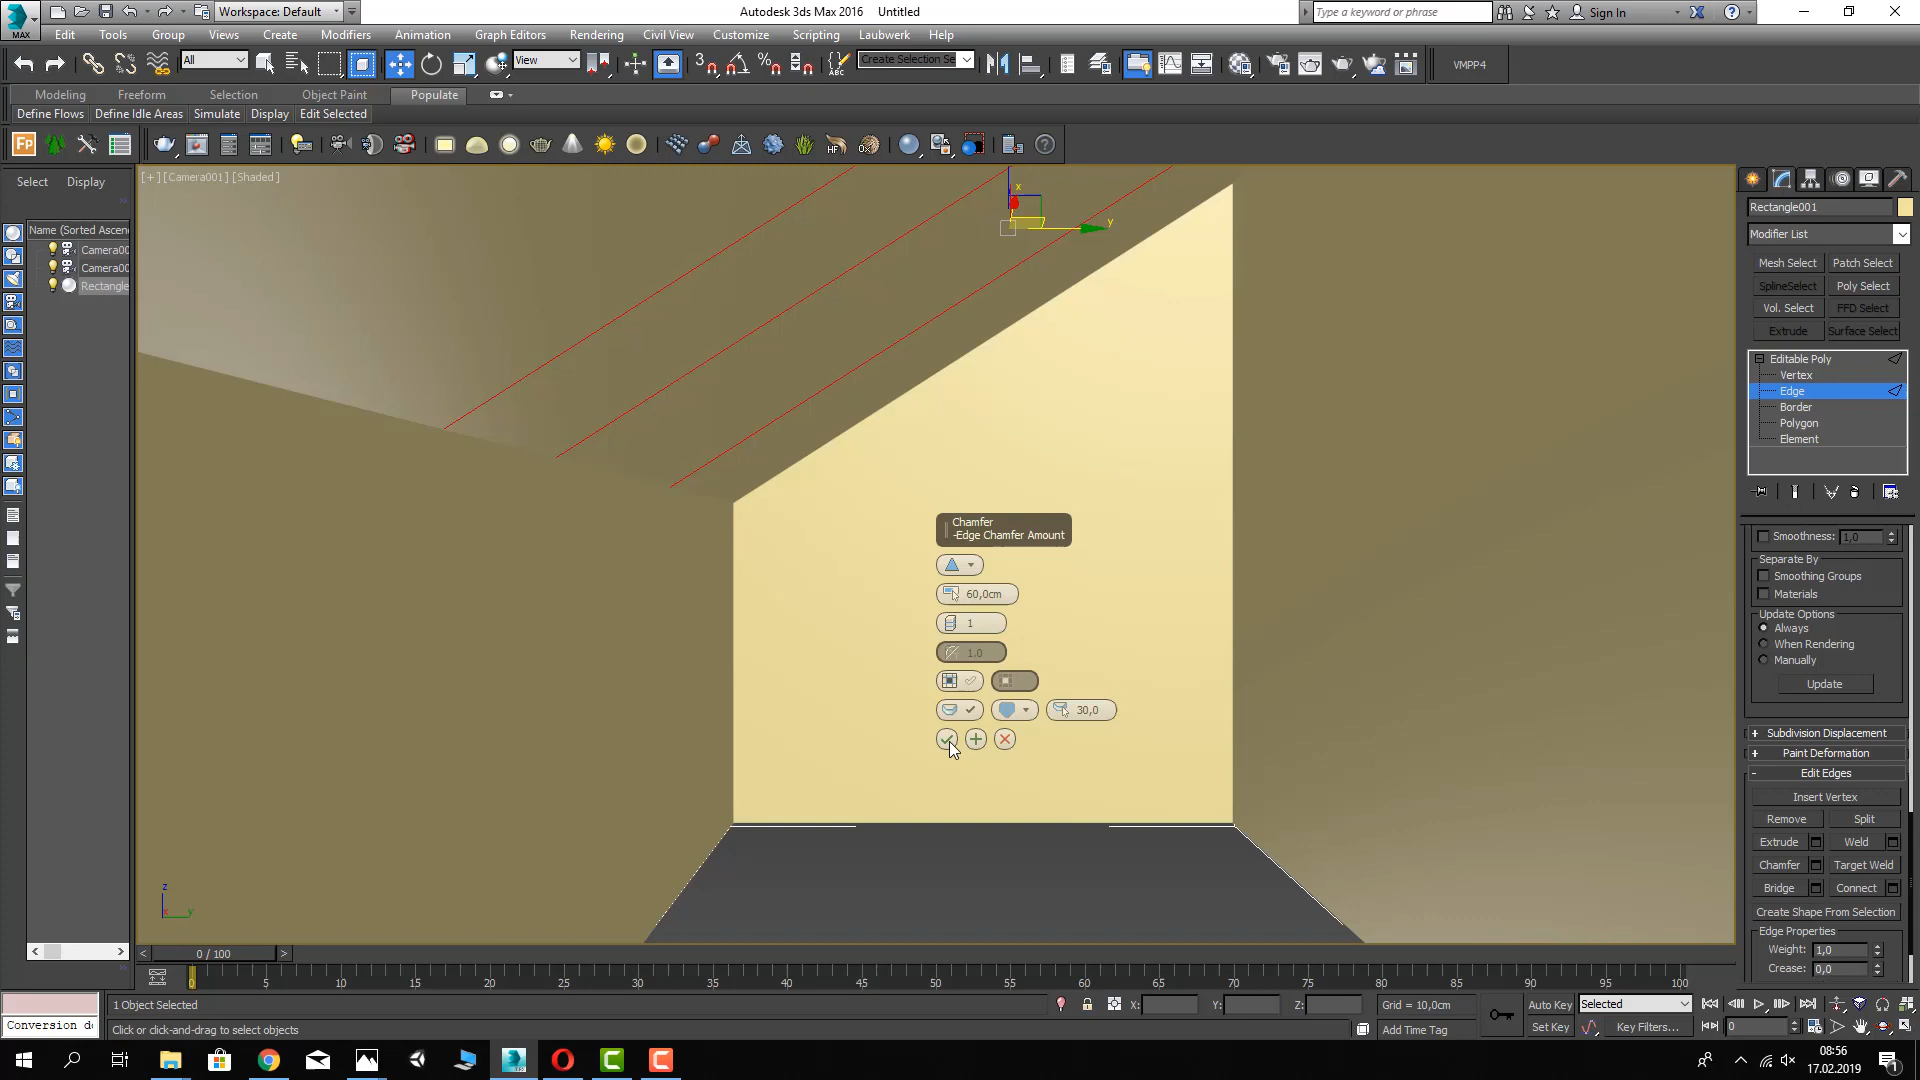 Workspace: Default
Autodesk 3ds Max 2016 Untitled
Type a keyword or phrase
Sign In
MAX
Edit Tools Group Views Create Modifiers Animation Graph Editors Rendering Civil View Customize Scripting Laubwerk Help
All
View
3
ABC
Create Selection Se
VMPP4
Modeling Freeform Selection Object Paint Populate
Define Flows Define Idle Areas Simulate Display Edit Selected
Fp
HF
Select Display
[+] [Camera001] [Shaded]
Name (Sorted Ascen
Camera00
Camera00
Rectangle
x
y
Chamfer
-Edge Chamfer Amount
60,0cm
1
1.0
30,0
z
x
y
Rectangle001
Modifier List
Mesh Select Patch Select
SplineSelect Poly Select
Vol. Select FFD Select
Extrude Surface Select
Editable Poly
Vertex
Edge
Border
Polygon
Element
Smoothness: 1,0
Separate By
Smoothing Groups
Materials
Update Options
Always
When Rendering
Manually
Update
+ Subdivision Displacement
+ Paint Deformation
- Edit Edges
Insert Vertex
Remove Split
Extrude Weld
Chamfer Target Weld
Bridge Connect
Create Shape From Selection
Edge Properties
Weight: 1,0
Crease: 0,0
< 0 / 100 >
0 5 10 15 20 25 30 35 40 45 50 55 60 65 70 75 80 85 90 95 100
1 Object Selected
X: Y: Z: Grid = 10,0cm
Auto Key Selected
Conversion d
Click or click-and-drag to select objects
Add Time Tag
Set Key Key Filters...
0
08:56
17.02.2019
1